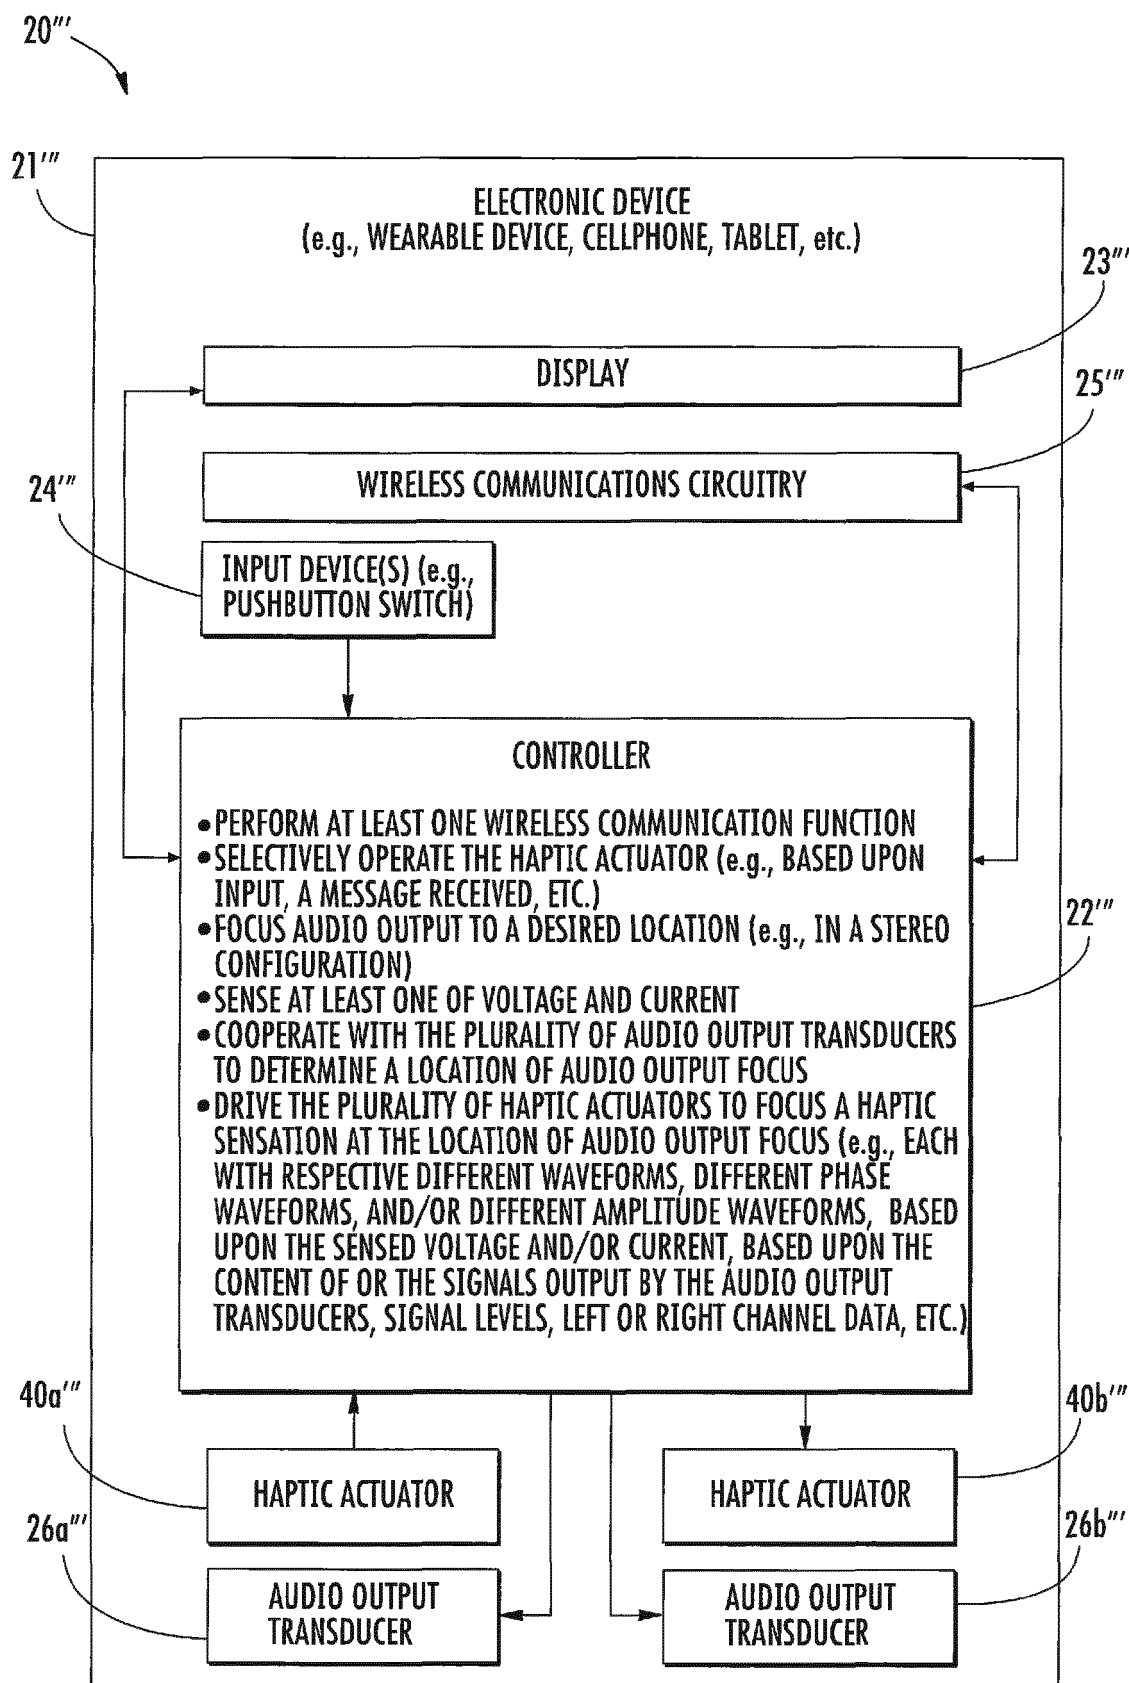 20'''
21'''
ELECTRONIC DEVICE
(e.g., WEARABLE DEVICE, CELLPHONE, TABLET, etc.)
23'''
DISPLAY
25'''
WIRELESS COMMUNICATIONS CIRCUITRY
24'''
INPUT DEVICE(S) (e.g.,
PUSHBUTTON SWITCH)
CONTROLLER
•PERFORM AT LEAST ONE WIRELESS COMMUNICATION FUNCTION
•SELECTIVELY OPERATE THE HAPTIC ACTUATOR (e.g., BASED UPON
INPUT, A MESSAGE RECEIVED, ETC.)
•FOCUS AUDIO OUTPUT TO A DESIRED LOCATION (e.g., IN A STEREO
CONFIGURATION)
•SENSE AT LEAST ONE OF VOLTAGE AND CURRENT
•COOPERATE WITH THE PLURALITY OF AUDIO OUTPUT TRANSDUCERS
TO DETERMINE A LOCATION OF AUDIO OUTPUT FOCUS
•DRIVE THE PLURALITY OF HAPTIC ACTUATORS TO FOCUS A HAPTIC
SENSATION AT THE LOCATION OF AUDIO OUTPUT FOCUS (e.g., EACH
WITH RESPECTIVE DIFFERENT WAVEFORMS, DIFFERENT PHASE
WAVEFORMS, AND/OR DIFFERENT AMPLITUDE WAVEFORMS, BASED
UPON THE SENSED VOLTAGE AND/OR CURRENT, BASED UPON THE
CONTENT OF OR THE SIGNALS OUTPUT BY THE AUDIO OUTPUT
TRANSDUCERS, SIGNAL LEVELS, LEFT OR RIGHT CHANNEL DATA, ETC.)
22'''
40a'''
HAPTIC ACTUATOR
40b'''
HAPTIC ACTUATOR
26a'''
AUDIO OUTPUT
TRANSDUCER
26b'''
AUDIO OUTPUT
TRANSDUCER